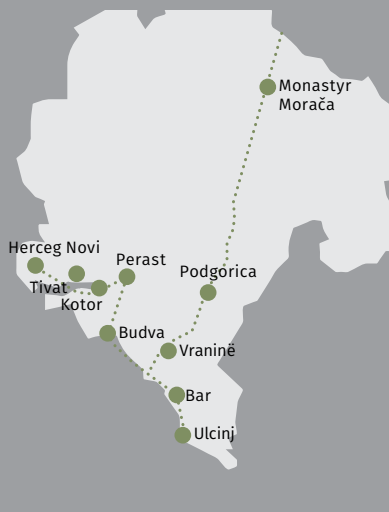 Monastyr
Morača
Herceg Novi
Perast
Podgorica
Tivat
Kotor
Budva
Vraninë
Bar
Ulcinj